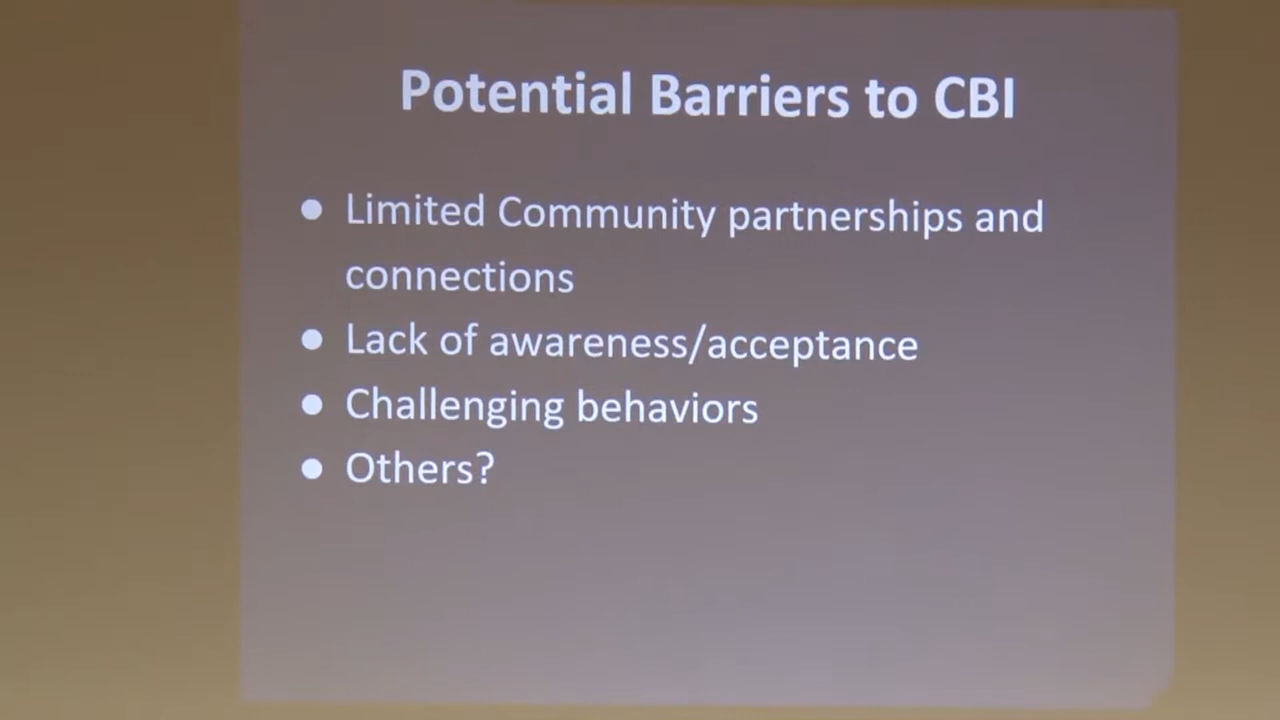 Potential Barriers to CBI
● Limited Community partnerships and
connections
● Lack of awareness/acceptance
● Challenging behaviors
● Others?